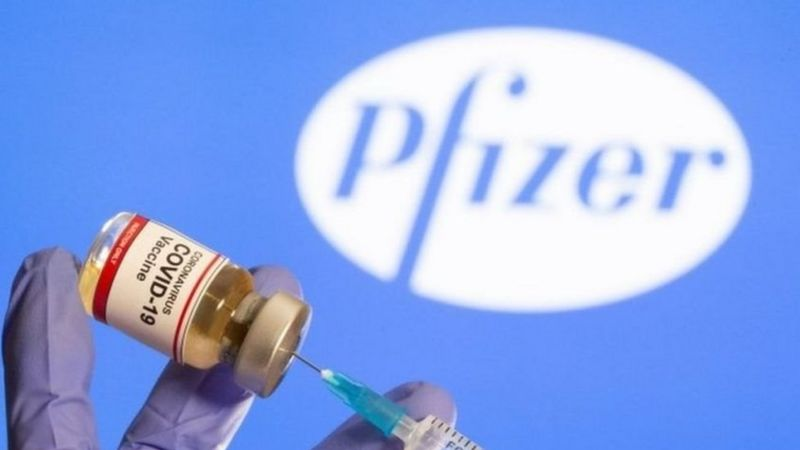 Pfizer
INJECTION ONLY
CORONAVIRUS
COVID-19
Vaccine